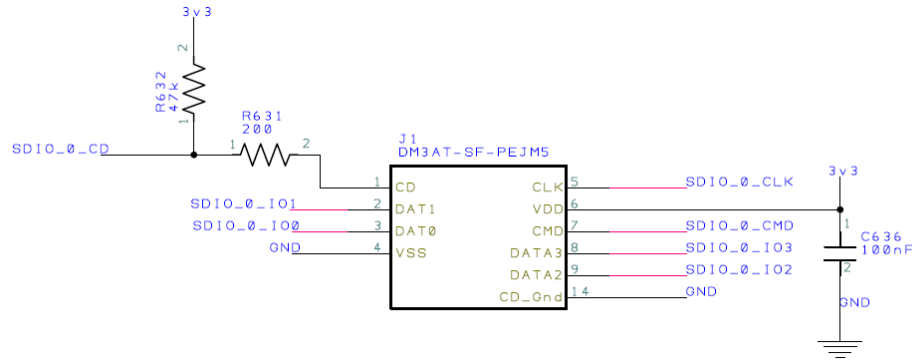 3v3
2
R632
47k
1
SDIO_0_CD
R631
200
1
2
J1
DM3AT-SF-PEJM5
1 CD
CLK 5
SDIO_0_CLK
3v3
SDIO_0_IO1
2 DAT1
VDD 6
SDIO_0_IO0
3 DAT0
CMD 7
SDIO_0_CMD
1
C636
100nF
2
GND
4 VSS
DATA3 8
SDIO_0_IO3
DATA2 9
SDIO_0_IO2
CD_Gnd 14
GND
GND